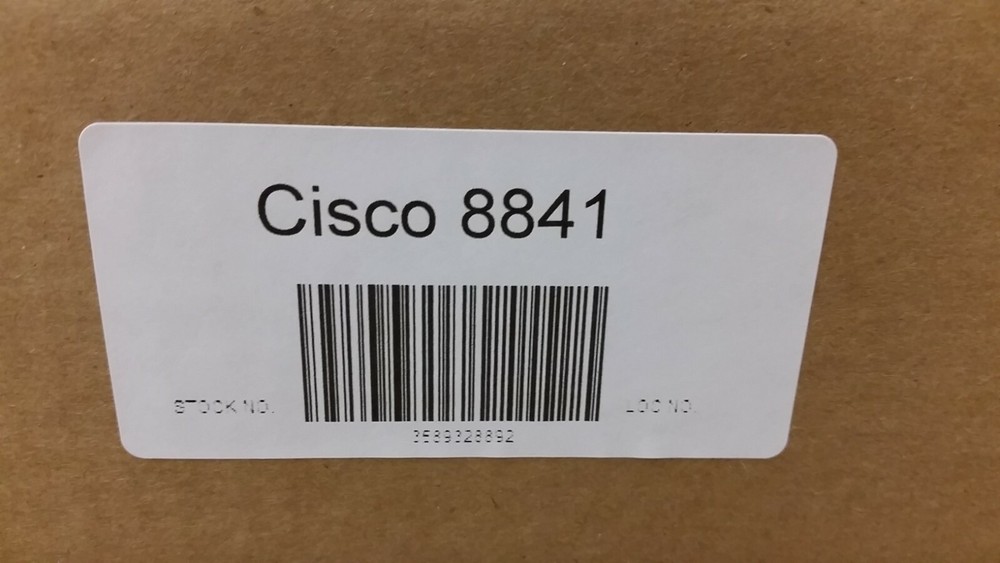 Cisco 8841
STOCK NO.
LOC NO.
3589328892